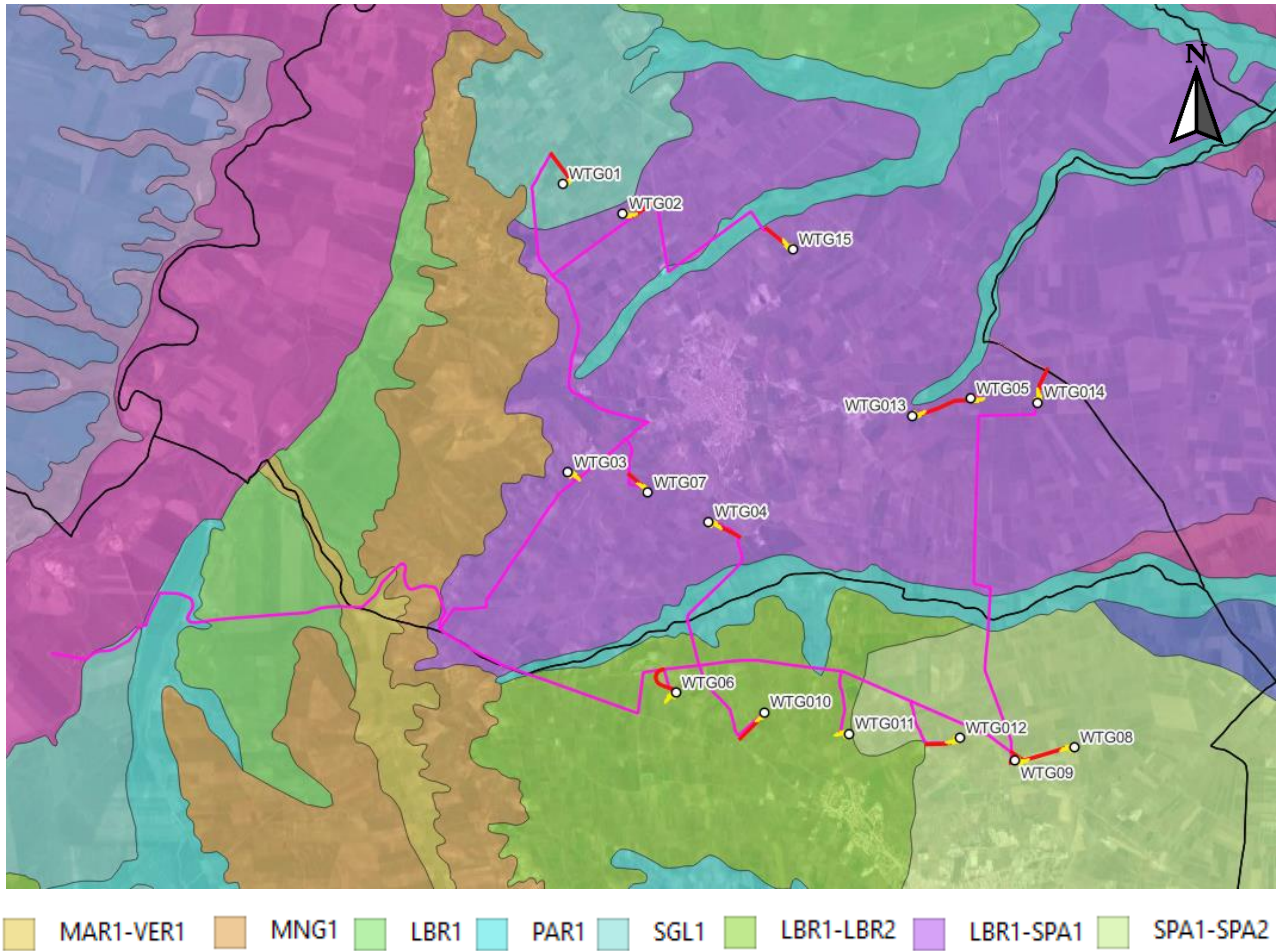 N
WTG01
WTG02
WTG15
WTG05
WTG014
WTG013
WTG03
WTG07
WTG04
WTG06
WTG010
WTG011
WTG012
WTG08
WTG09
MAR1-VER1 MNG1 LBR1 PAR1 SGL1 LBR1-LBR2 LBR1-SPA1 SPA1-SPA2